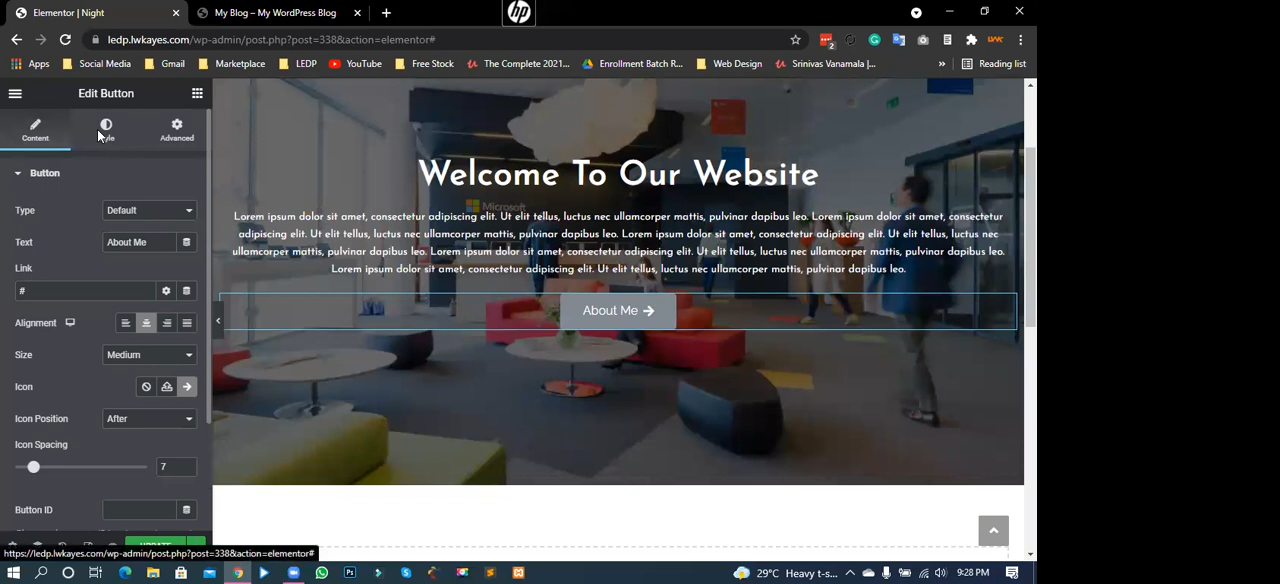 Elementor | Night
My Blog – My WordPress Blog
hp
ledp.lwkayes.com/wp-admin/post.php?post=338&action=elementor#
2
LWK
Apps
Social Media
Gmail
Marketplace
LEDP
YouTube
Free Stock
The Complete 2021...
Enrollment Batch R...
Web Design
Srinivas Vanamala |...
»
Reading list
Edit Button
Content
Advanced
Button
Type
Default
Text
About Me
Link
#
Alignment
Size
Medium
Icon
Icon Position
After
Icon Spacing
7
Button ID
UPDATE
https://ledp.lwkayes.com/wp-admin/post.php?post=338&action=elementor#
Welcome To Our Website
Microsoft
Lorem ipsum dolor sit amet, consectetur adipiscing elit. Ut elit tellus, luctus nec ullamcorper mattis, pulvinar dapibus leo. Lorem ipsum dolor sit amet, consectetur
adipiscing elit. Ut elit tellus, luctus nec ullamcorper mattis, pulvinar dapibus leo. Lorem ipsum dolor sit amet, consectetur adipiscing elit. Ut elit tellus, luctus nec
ullamcorper mattis, pulvinar dapibus leo. Lorem ipsum dolor sit amet, consectetur adipiscing elit. Ut elit tellus, luctus nec ullamcorper mattis, pulvinar dapibus leo.
Lorem ipsum dolor sit amet, consectetur adipiscing elit. Ut elit tellus, luctus nec ullamcorper mattis, pulvinar dapibus leo.
About Me
29°C Heavy t-s...
9:28 PM